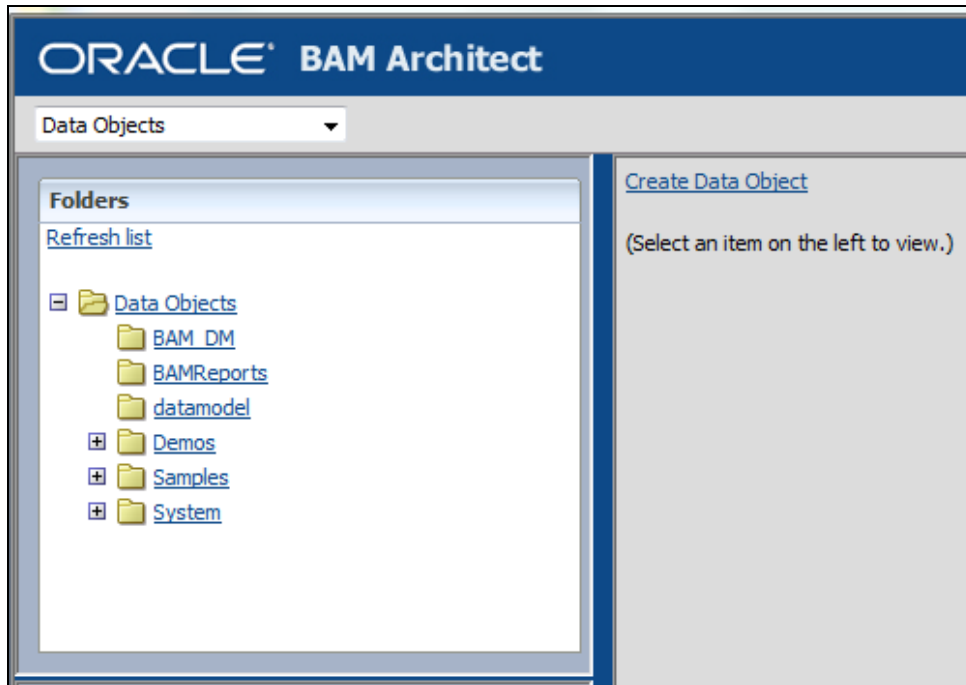 ORACLE BAM Architect
Data Objects
Folders
Refresh list
Data Objects
BAM_DM
BAMReports
datamodel
Demos
Samples
System
Create Data Object
(Select an item on the left to view.)